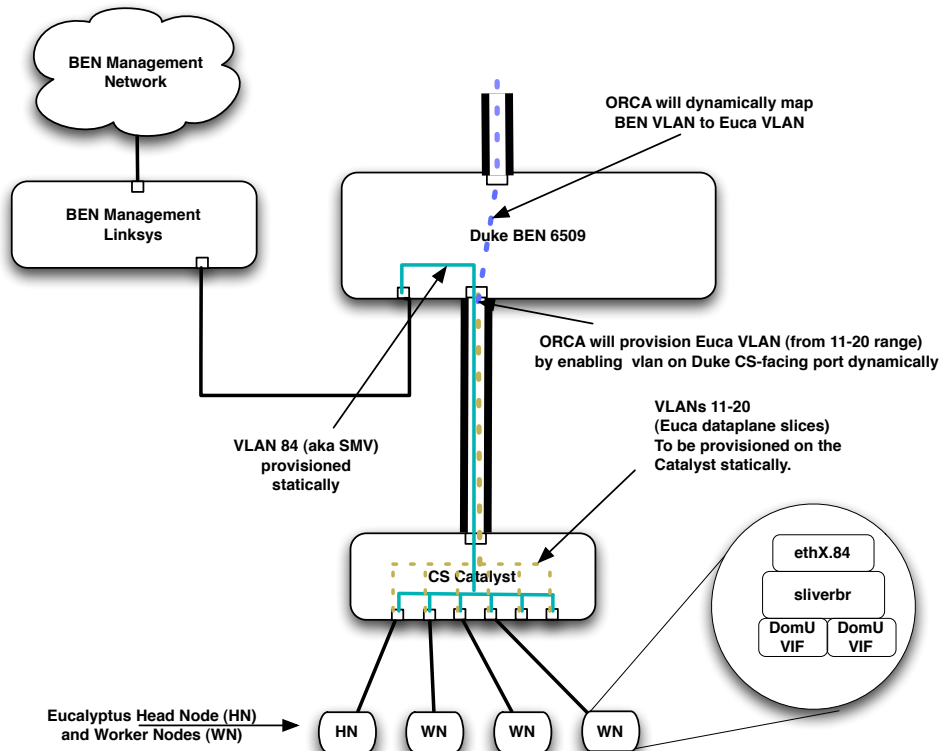 BEN Management
Network
ORCA will dynamically map
BEN VLAN to Euca VLAN
BEN Management
Linksys
Duke BEN 6509
ORCA will provision Euca VLAN (from 11-20 range)
by enabling vlan on Duke CS-facing port dynamically
VLANs 11-20
(Euca dataplane slices)
To be provisioned on the
Catalyst statically.
VLAN 84 (aka SMV)
provisioned
statically
CS Catalyst
ethX.84
sliverbr
DomU
VIF
DomU
VIF
Eucalyptus Head Node (HN)
and Worker Nodes (WN)
HN
WN
WN
WN